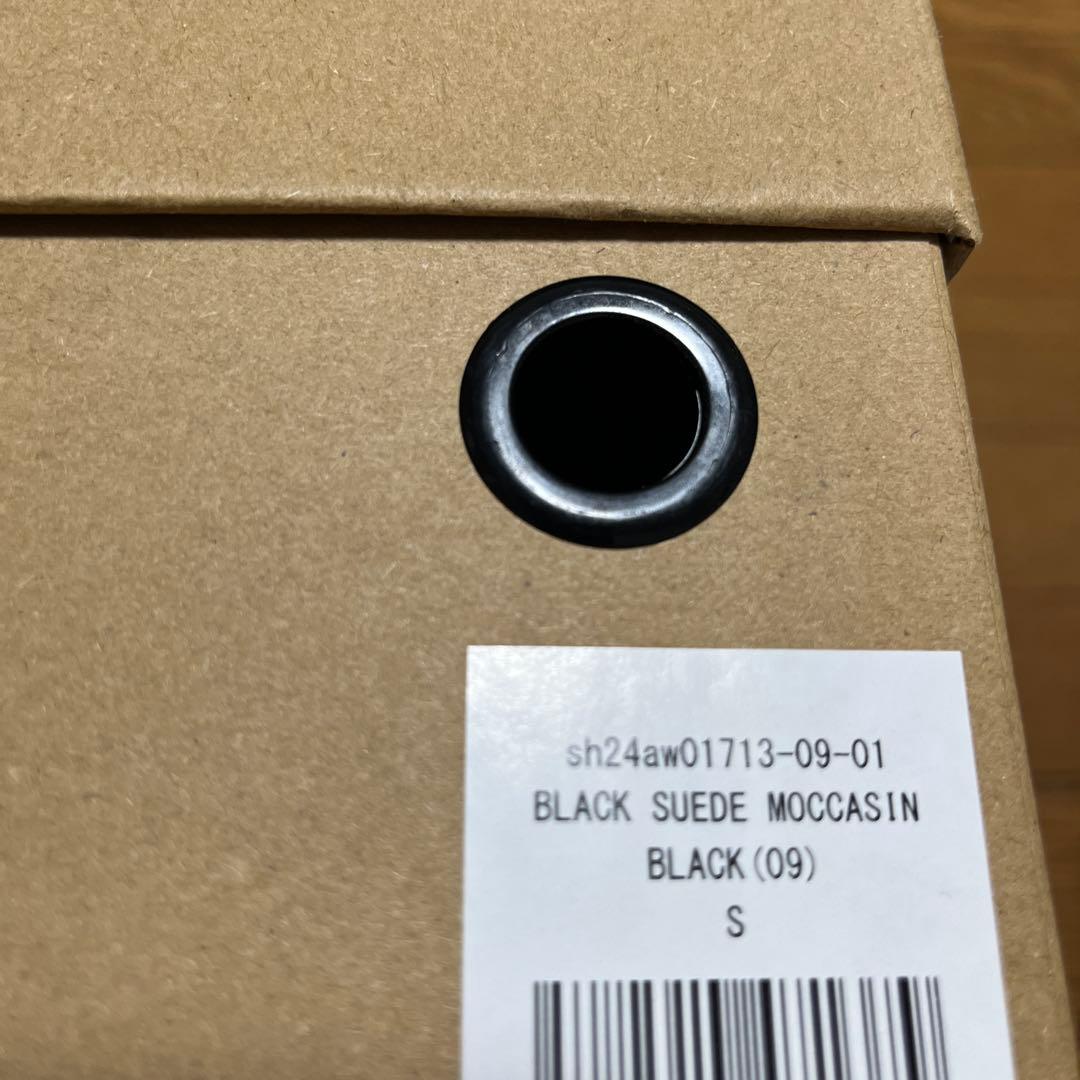 sh24aw01713-09-01
BLACK SUEDE MOCCASIN
BLACK(09)
S